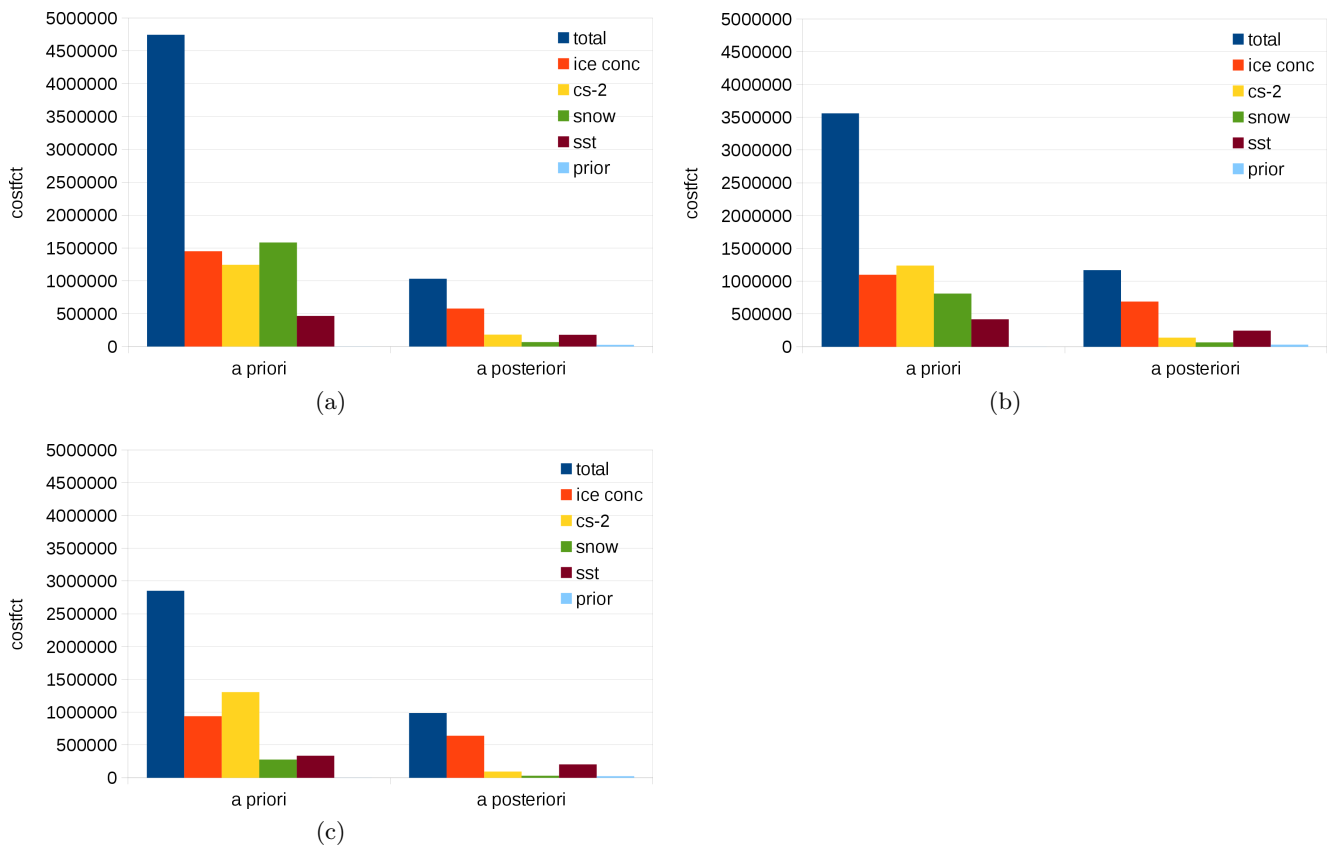 5000000
4500000
4000000
3500000
3000000
2500000
2000000
1500000
1000000
500000
0
costfct
total
ice conc
cs-2
snow
sst
prior
a priori
a posteriori
(a)
5000000
4500000
4000000
3500000
3000000
2500000
2000000
1500000
1000000
500000
0
costfct
total
ice conc
cs-2
snow
sst
prior
a priori
a posteriori
(b)
5000000
4500000
4000000
3500000
3000000
2500000
2000000
1500000
1000000
500000
0
costfct
total
ice conc
cs-2
snow
sst
prior
a priori
a posteriori
(c)